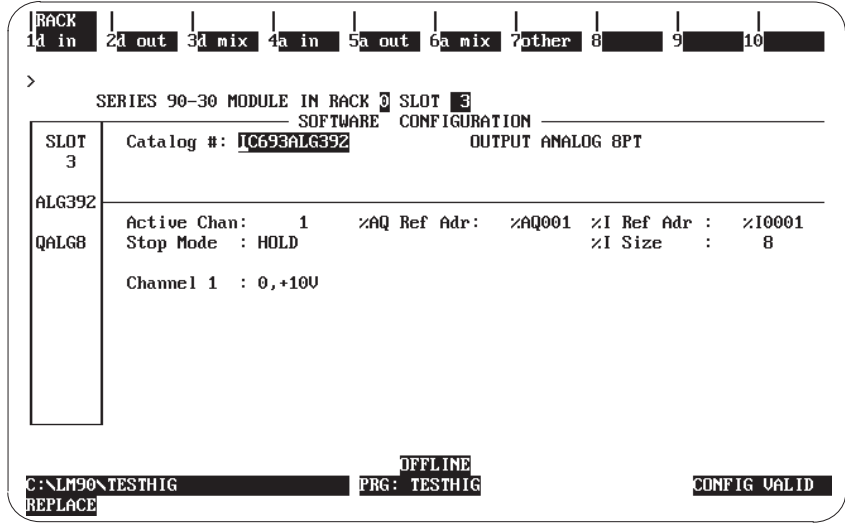 RACK
1d in 2d out 3d mix 4a in 5a out 6a mix 7other 8 9 10
>
SERIES 90-30 MODULE IN RACK 0 SLOT 3
SOFTWARE CONFIGURATION
SLOT Catalog #: IC693ALG392 OUTPUT ANALOG 8PT
3
ALG392
Active Chan: 1 %AQ Ref Adr: %AQ001 %I Ref Adr : %I0001
QALG8 Stop Mode : HOLD %I Size : 8
Channel 1 : 0,+10V
OFFLINE
C:\LM90\TESTHIG PRG: TESTHIG CONFIG VALID
REPLACE